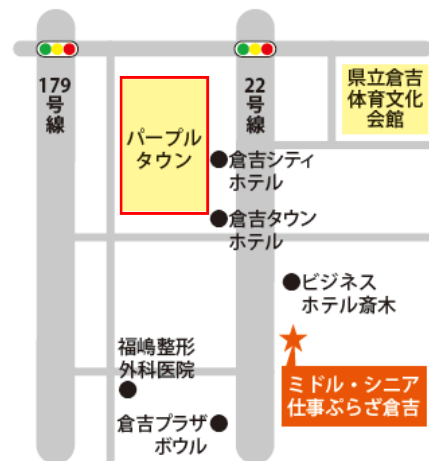 179
号
線
22
号
線
県立倉吉
体育文化
会館
パープル
タウン
倉吉シティ
ホテル
倉吉タウン
ホテル
ビジネス
ホテル斎木
福嶋整形
外科医院
ミドル・シニア
仕事ぷらざ倉吉
倉吉プラザ
ボウル